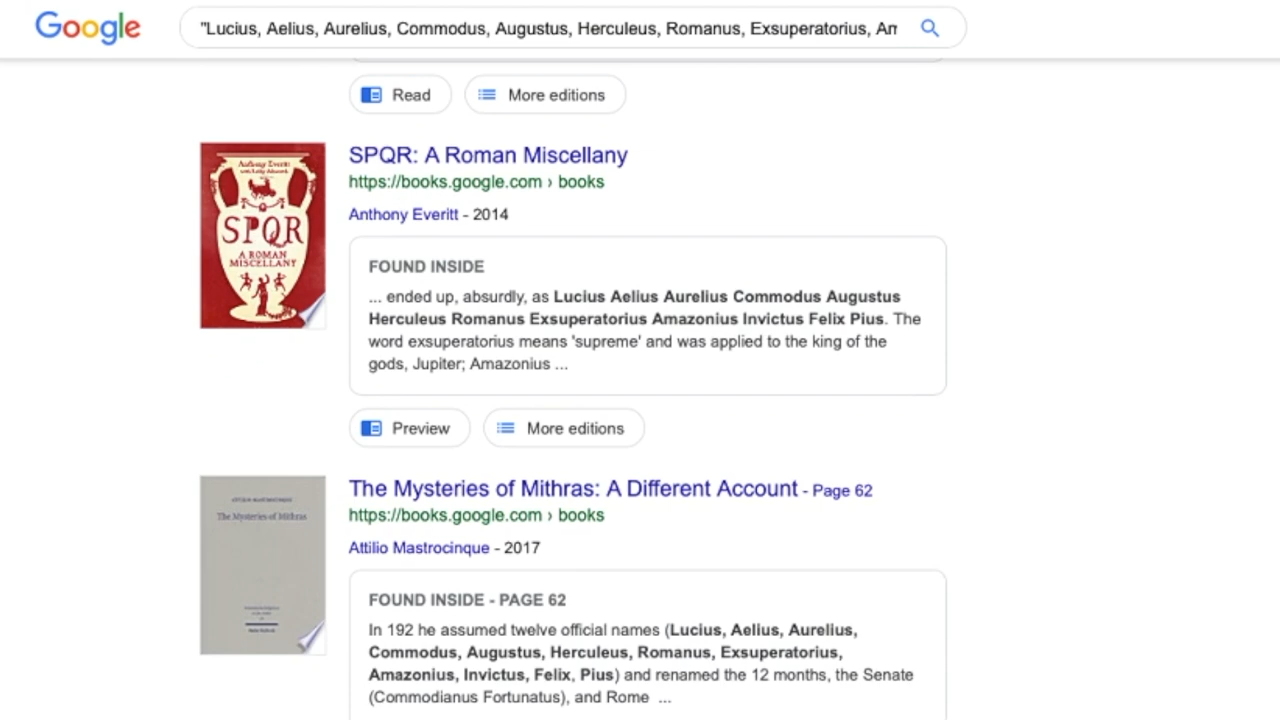 Google
"Lucius, Aelius, Aurelius, Commodus, Augustus, Herculeus, Romanus, Exsuperatorius, Am
Read
More editions
SPQR: A Roman Miscellany
https://books.google.com › books
Anthony Everitt - 2014
Anthony Everitt
SPQR
A ROMAN
MISCELLANY
FOUND INSIDE
... ended up, absurdly, as Lucius Aelius Aurelius Commodus Augustus
Herculeus Romanus Exsuperatorius Amazonius Invictus Felix Pius. The
word exsuperatorius means 'supreme' and was applied to the king of the
gods, Jupiter; Amazonius ...
Preview
More editions
The Mysteries of Mithras: A Different Account - Page 62
https://books.google.com › books
Attilio Mastrocinque - 2017
ATTILIO MASTROCINQUE
The Mysteries of Mithras
FOUND INSIDE - PAGE 62
In 192 he assumed twelve official names (Lucius, Aelius, Aurelius,
Commodus, Augustus, Herculeus, Romanus, Exsuperatorius,
Amazonius, Invictus, Felix, Pius) and renamed the 12 months, the Senate
(Commodianus Fortunatus), and Rome ...